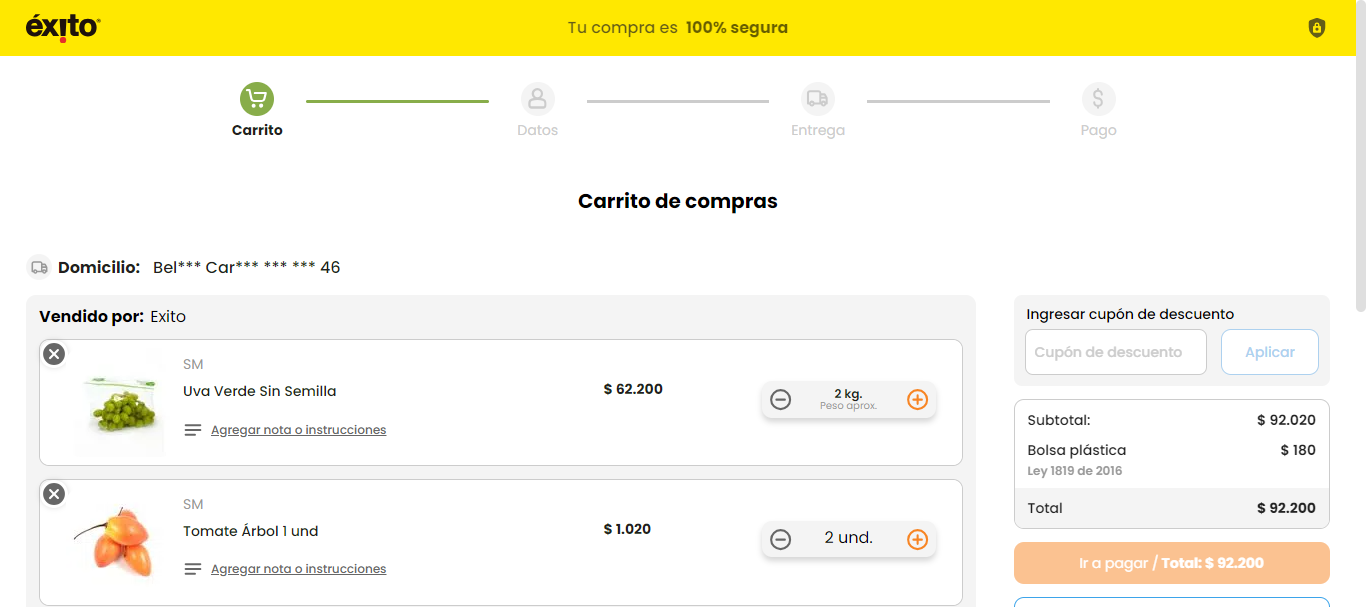 éxito
Tu compra es 100% segura
Carrito
Datos
Entrega
Pago
Carrito de compras
Domicilio: Bel*** Car*** *** *** 46
Vendido por: Exito
SM
Uva Verde Sin Semilla
$ 62.200
2 kg.
Peso aprox.
Agregar nota o instrucciones
SM
Tomate Árbol 1 und
$ 1.020
2 und.
Agregar nota o instrucciones
Ingresar cupón de descuento
Cupón de descuento
Aplicar
Subtotal: $ 92.020
Bolsa plástica $ 180
Ley 1819 de 2016
Total $ 92.200
Ir a pagar / Total: $ 92.200